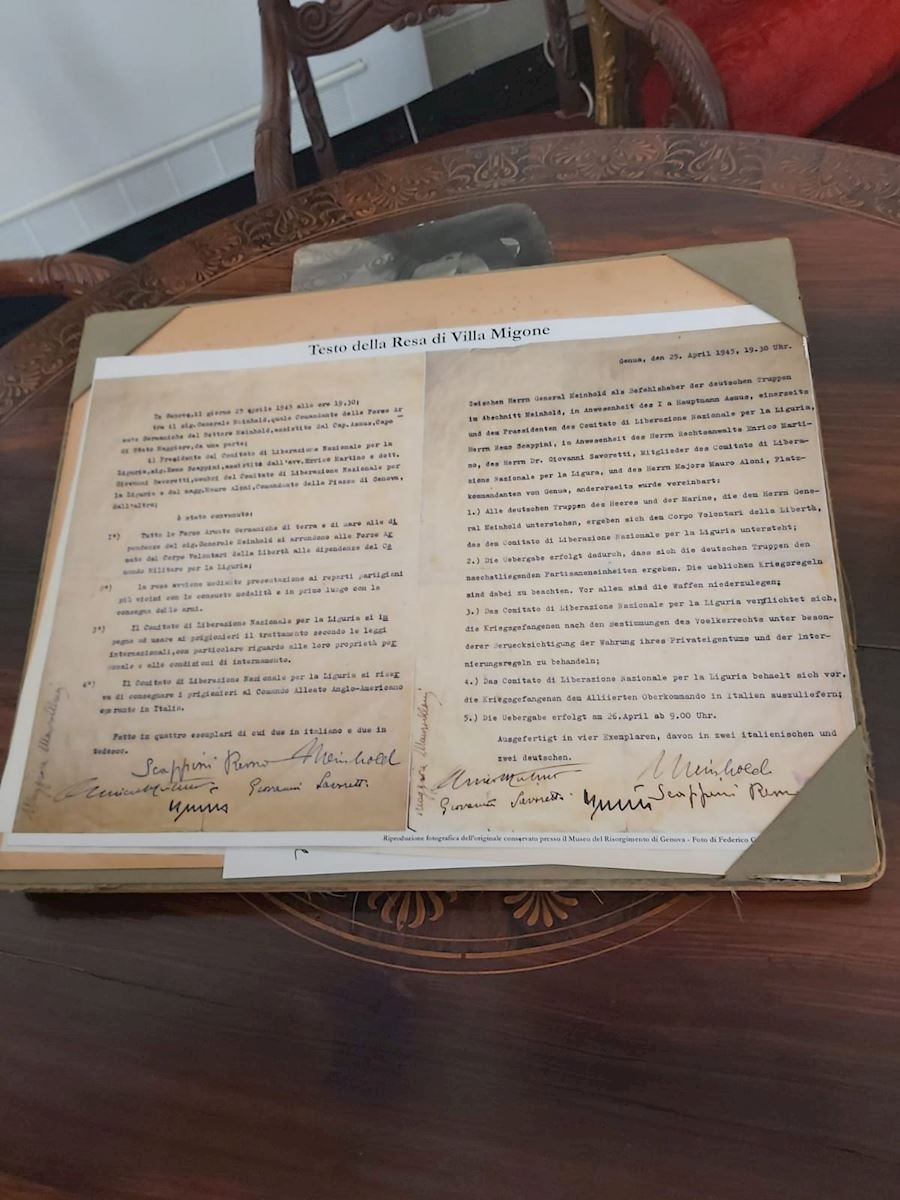 Testo della Resa di Villa Migone
In Genova,il giorno 25 aprile 1945 alle ore 19,30;
tra il sig.Generale Meinhold,quale Comandante delle Forze Ar
mate Germaniche del Settore Meinhold,assistito dal Cap.Asmus,Capo
di Stato Maggiore,da una parte;
il Presidente del Comitato di Liberazione Nazionale per la
Liguria,sig.Remo Scappini,assistito dall'avv.Errico Martino e dott.
Giovanni Savoretti,membri del Comitato di Liberazione Nazionale per
la Liguria e dal magg.Mauro Aloni,Comandante della Piazza di Genova,
dall'altra;
è stato convenuto:
1°) Tutte le Forze Armate Germaniche di terra e di mare alle di
pendenze del sig.Generale Meinhold si arrendono alle Forze Ar
mate del Corpo Volontari della Libertà alle dipendenze del Co
mando Militare per la Liguria;
2°) la resa avviene mediante presentazione ai reparti partigiani
più vicini con le consuete modalità e in primo luogo con la
consegna delle armi.
3°) Il Comitato di Liberazione Nazionale per la Liguria si im
pegna ad usare ai prigionieri il trattamento secondo le leggi
internazionali,con particolare riguardo alla loro proprietà per
sonale e alle condizioni di internamento.
4°) Il Comitato di Liberazione Nazionale per la Liguria si riser
va di consegnare i prigionieri al Comando Alleato Anglo-Americano
operante in Italia.
Fatto in quattro esemplari di cui due in italiano e due in
tedesco.
Scappini Remo Meinhold
Giovanni Savoretti
Genua, den 25. April 1945, 19.30 Uhr.
Zwischen Herrn General Meinhold als Befehlshaber der deutschen Truppen
im Abschnitt Meinhold, in Anwesenheit des I a Hauptmann Asmus, einerseits
und dem Praesidenten des Comitato di Liberazione Nazionale per la Liguria,
Herrn Remo Scappini, in Anwesenheit des Herrn Rechtsanwalts Enrico Marti-
no, des Herrn Dr. Giovanni Savoretti, Mitglieder des Comitato di Libera-
zione Nazionale per la Ligura, und des Herrn Majors Mauro Aloni, Platz-
kommandanten von Genua, andererseits wurde vereinbart:
1.) Alle deutschen Truppen des Heeres und der Marine, die dem Herrn Gene-
ral Meinhold unterstehen, ergeben sich dem Corpo Volontari della Libertà,
das dem Comitato di Liberazione Nazionale per la Liguria untersteht;
2.) Die Uebergabe erfolgt dadurch, dass sich die deutschen Truppen den
naechstliegenden Partisaneneinheiten ergeben. Die ueblichen Kriegsregeln
sind dabei zu beachten. Vor allem sind die Waffen niederzulegen;
3.) Das Comitato di Liberazione Nazionale per la Liguria verpflichtet sich,
die Kriegsgefangenen nach den Bestimmungen des Voelkerrechts unter beson-
derer Beruecksichtigung der Wahrung ihres Privateigentums und der Inter-
nierungsregeln zu behandeln;
4.) Das Comitato di Liberazione Nazionale per la Liguria behaelt sich vor,
die Kriegsgefangenen dem Alliierten Oberkommando in Italien auszuliefern;
5.) Die Uebergabe erfolgt am 26.April ab 9.00 Uhr.
Ausgefertigt in vier Exemplaren, davon in zwei italienischen und
zwei deutschen.
Meinhold
Giovanni Savoretti Scappini Remo
Riproduzione fotografica dell'originale conservato presso il Museo del Risorgimento di Genova - Foto di Federico